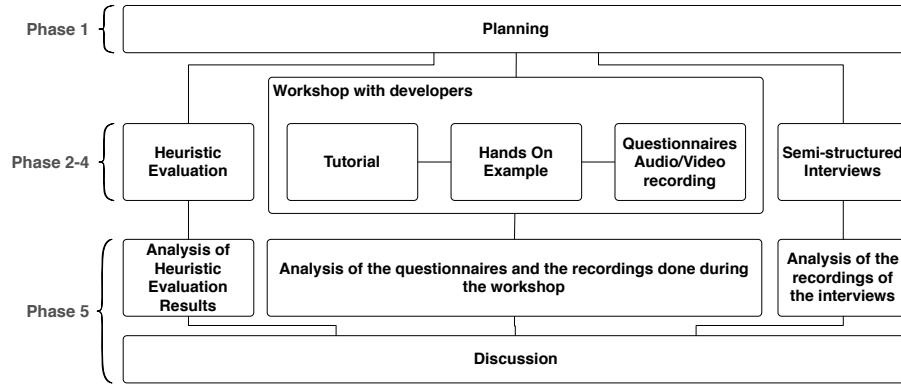 Phase 1
Planning
Workshop with developers
Phase 2-4
Heuristic
Evaluation
Tutorial
Hands On
Example
Questionnaires
Audio/Video
recording
Semi-structured
Interviews
Phase 5
Analysis of
Heuristic
Evaluation
Results
Analysis of the questionnaires and the recordings done during
the workshop
Analysis of the
recordings of
the interviews
Discussion